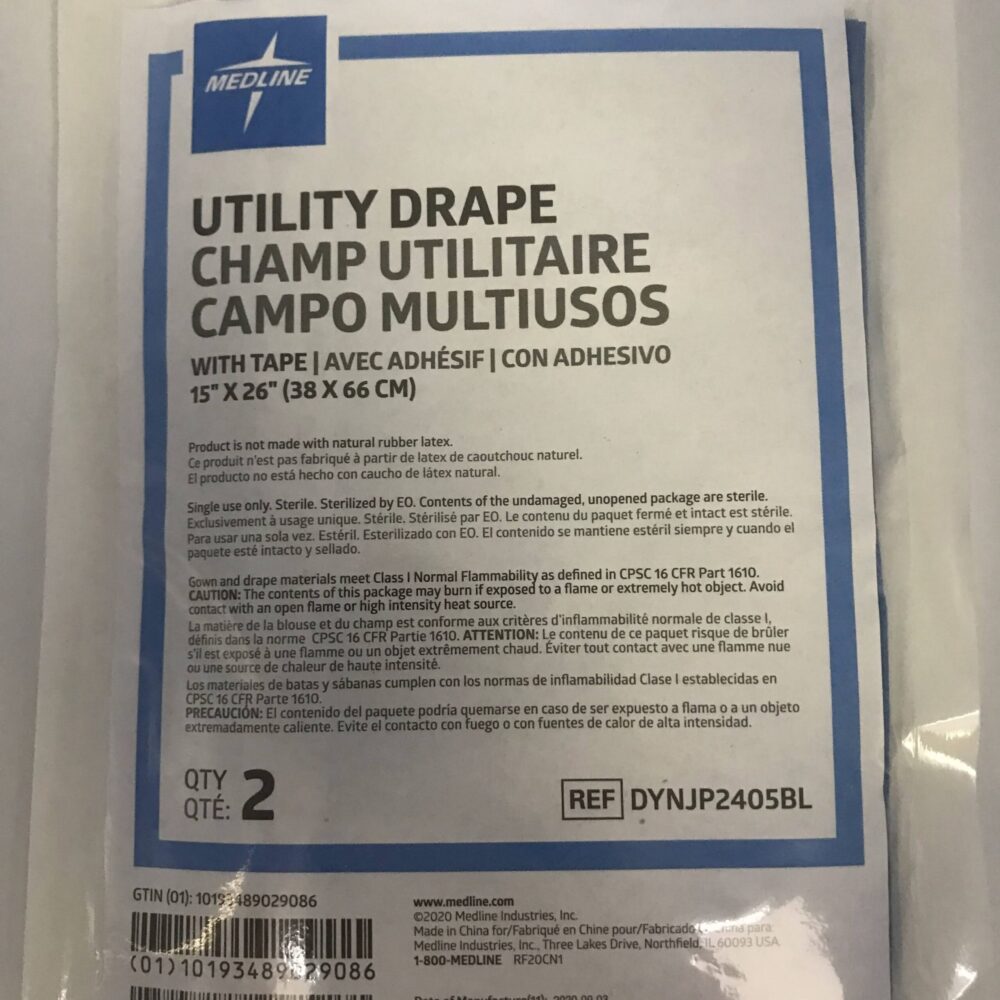 MEDLINE
UTILITY DRAPE
CHAMP UTILITAIRE
CAMPO MULTIUSOS
WITH TAPE | AVEC ADHÉSIF | CON ADHESIVO
15" X 26" (38 X 66 CM)
Product is not made with natural rubber latex.
Ce produit n'est pas fabriqué à partir de latex de caoutchouc naturel.
El producto no está hecho con caucho de látex natural.
Single use only. Sterile. Sterilized by EO. Contents of the undamaged, unopened package are sterile.
Exclusivement à usage unique. Stérile. Stérilisé par EO. Le contenu du paquet fermé et intact est stérile.
Para usar una sola vez. Estéril. Esterilizado con EO. El contenido se mantiene estéril siempre y cuando el
paquete esté intacto y sellado.
Gown and drape materials meet Class I Normal Flammability as defined in CPSC 16 CFR Part 1610.
CAUTION: The contents of this package may burn if exposed to a flame or extremely hot object. Avoid
contact with an open flame or high intensity heat source.
La matière de la blouse et du champ est conforme aux critères d'inflammabilité normale de classe I,
définis dans la norme CPSC 16 CFR Partie 1610. ATTENTION: Le contenu de ce paquet risque de brûler
s'il est exposé à une flamme ou un objet extrêmement chaud. Éviter tout contact avec une flamme nue
ou une source de chaleur de haute intensité.
Los materiales de batas y sábanas cumplen con los normas de inflamabilidad Clase I establecidas en
CPSC 16 CFR Parte 1610.
PRECAUCIÓN: El contenido del paquete podría quemarse en caso de ser expuesto a flama o a un objeto
extremadamente caliente. Evite el contacto con fuego o con fuentes de calor de alta intensidad.
QTY
QTÉ: 2
REF DYNJP2405BL
GTIN (01): 10193489029086
(01)10193489029086
www.medline.com
©2020 Medline Industries, Inc.
Made in China for/Fabriqué en Chine pour/Fabricado para:
Medline Industries, Inc., Three Lakes Drive, Northfield, IL 60093 USA
1-800-MEDLINE RF20CN1